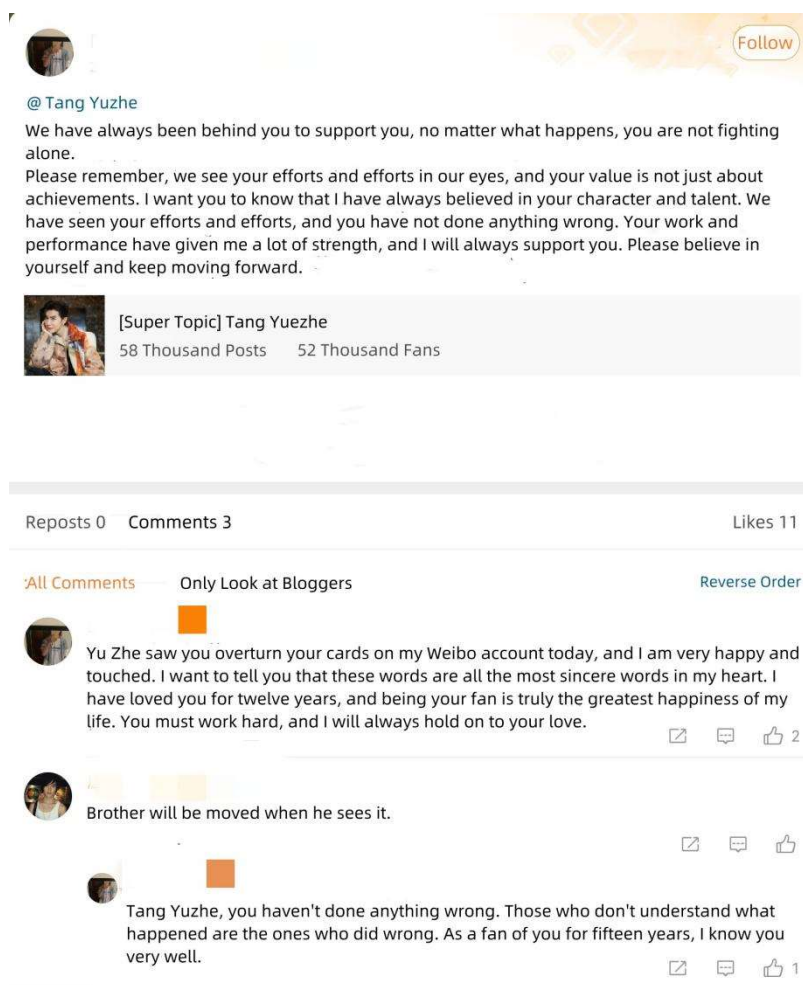 Follow
@ Tang Yuzhe
We have always been behind you to support you, no matter what happens, you are not fighting
alone.
Please remember, we see your efforts and efforts in our eyes, and your value is not just about
achievements. I want you to know that I have always believed in your character and talent. We
have seen your efforts and efforts, and you have not done anything wrong. Your work and
performance have given me a lot of strength, and I will always support you. Please believe in
yourself and keep moving forward.
[Super Topic] Tang Yuezhe
58 Thousand Posts 52 Thousand Fans
Reposts 0 Comments 3 Likes 11
All Comments Only Look at Bloggers Reverse Order
Yu Zhe saw you overturn your cards on my Weibo account today, and I am very happy and
touched. I want to tell you that these words are all the most sincere words in my heart. I
have loved you for twelve years, and being your fan is truly the greatest happiness of my
life. You must work hard, and I will always hold on to your love.
2
Brother will be moved when he sees it.
Tang Yuzhe, you haven't done anything wrong. Those who don't understand what
happened are the ones who did wrong. As a fan of you for fifteen years, I know you
very well.
1